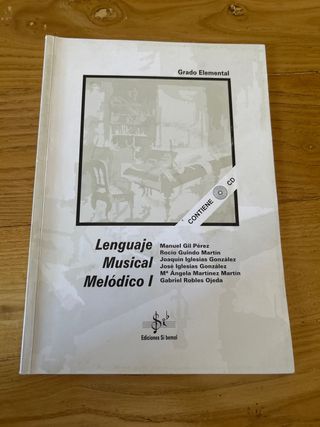 Grado Elemental
CONTIENE CD
Lenguaje
Musical
Melódico I
Manuel Gil Pérez
Rocío Guindo Martín
Joaquín Iglesias González
José Iglesias González
Mª Ángela Martínez Martín
Gabriel Robles Ojeda
Ediciones Si bemol